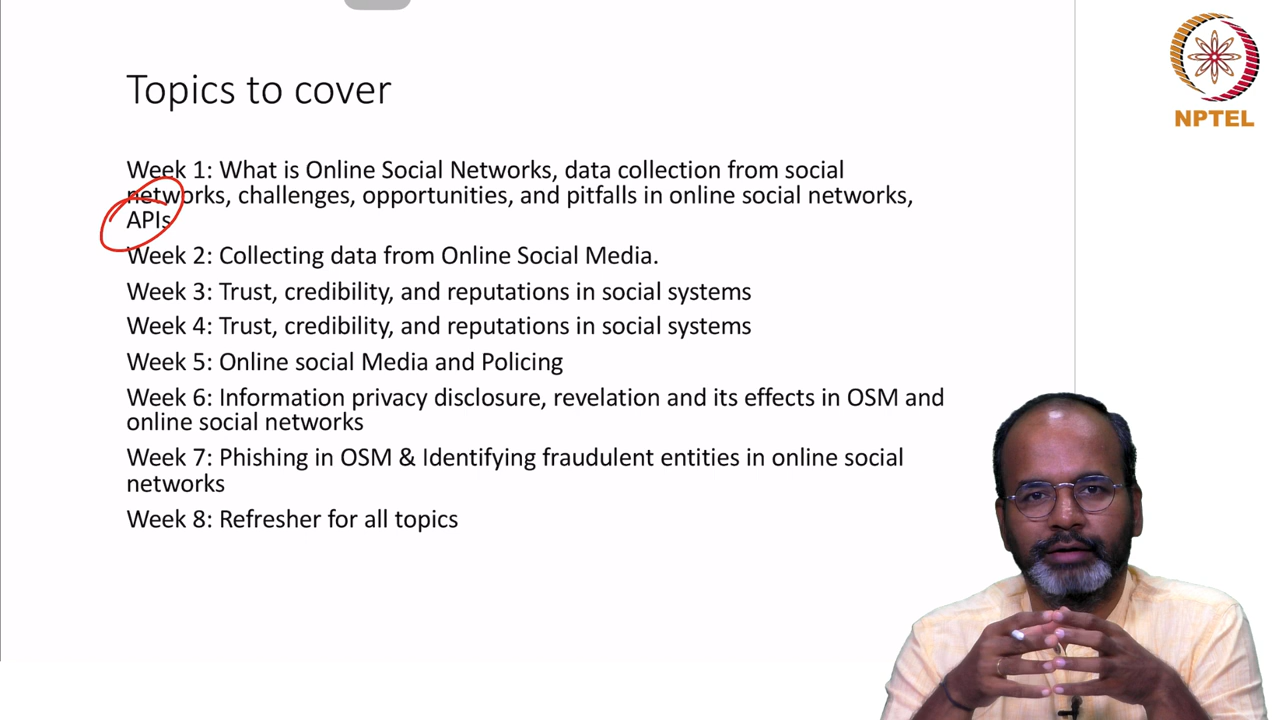 NPTEL
Topics to cover
Week 1: What is Online Social Networks, data collection from social
networks, challenges, opportunities, and pitfalls in online social networks,
APIs
Week 2: Collecting data from Online Social Media.
Week 3: Trust, credibility, and reputations in social systems
Week 4: Trust, credibility, and reputations in social systems
Week 5: Online social Media and Policing
Week 6: Information privacy disclosure, revelation and its effects in OSM and
online social networks
Week 7: Phishing in OSM & Identifying fraudulent entities in online social
networks
Week 8: Refresher for all topics